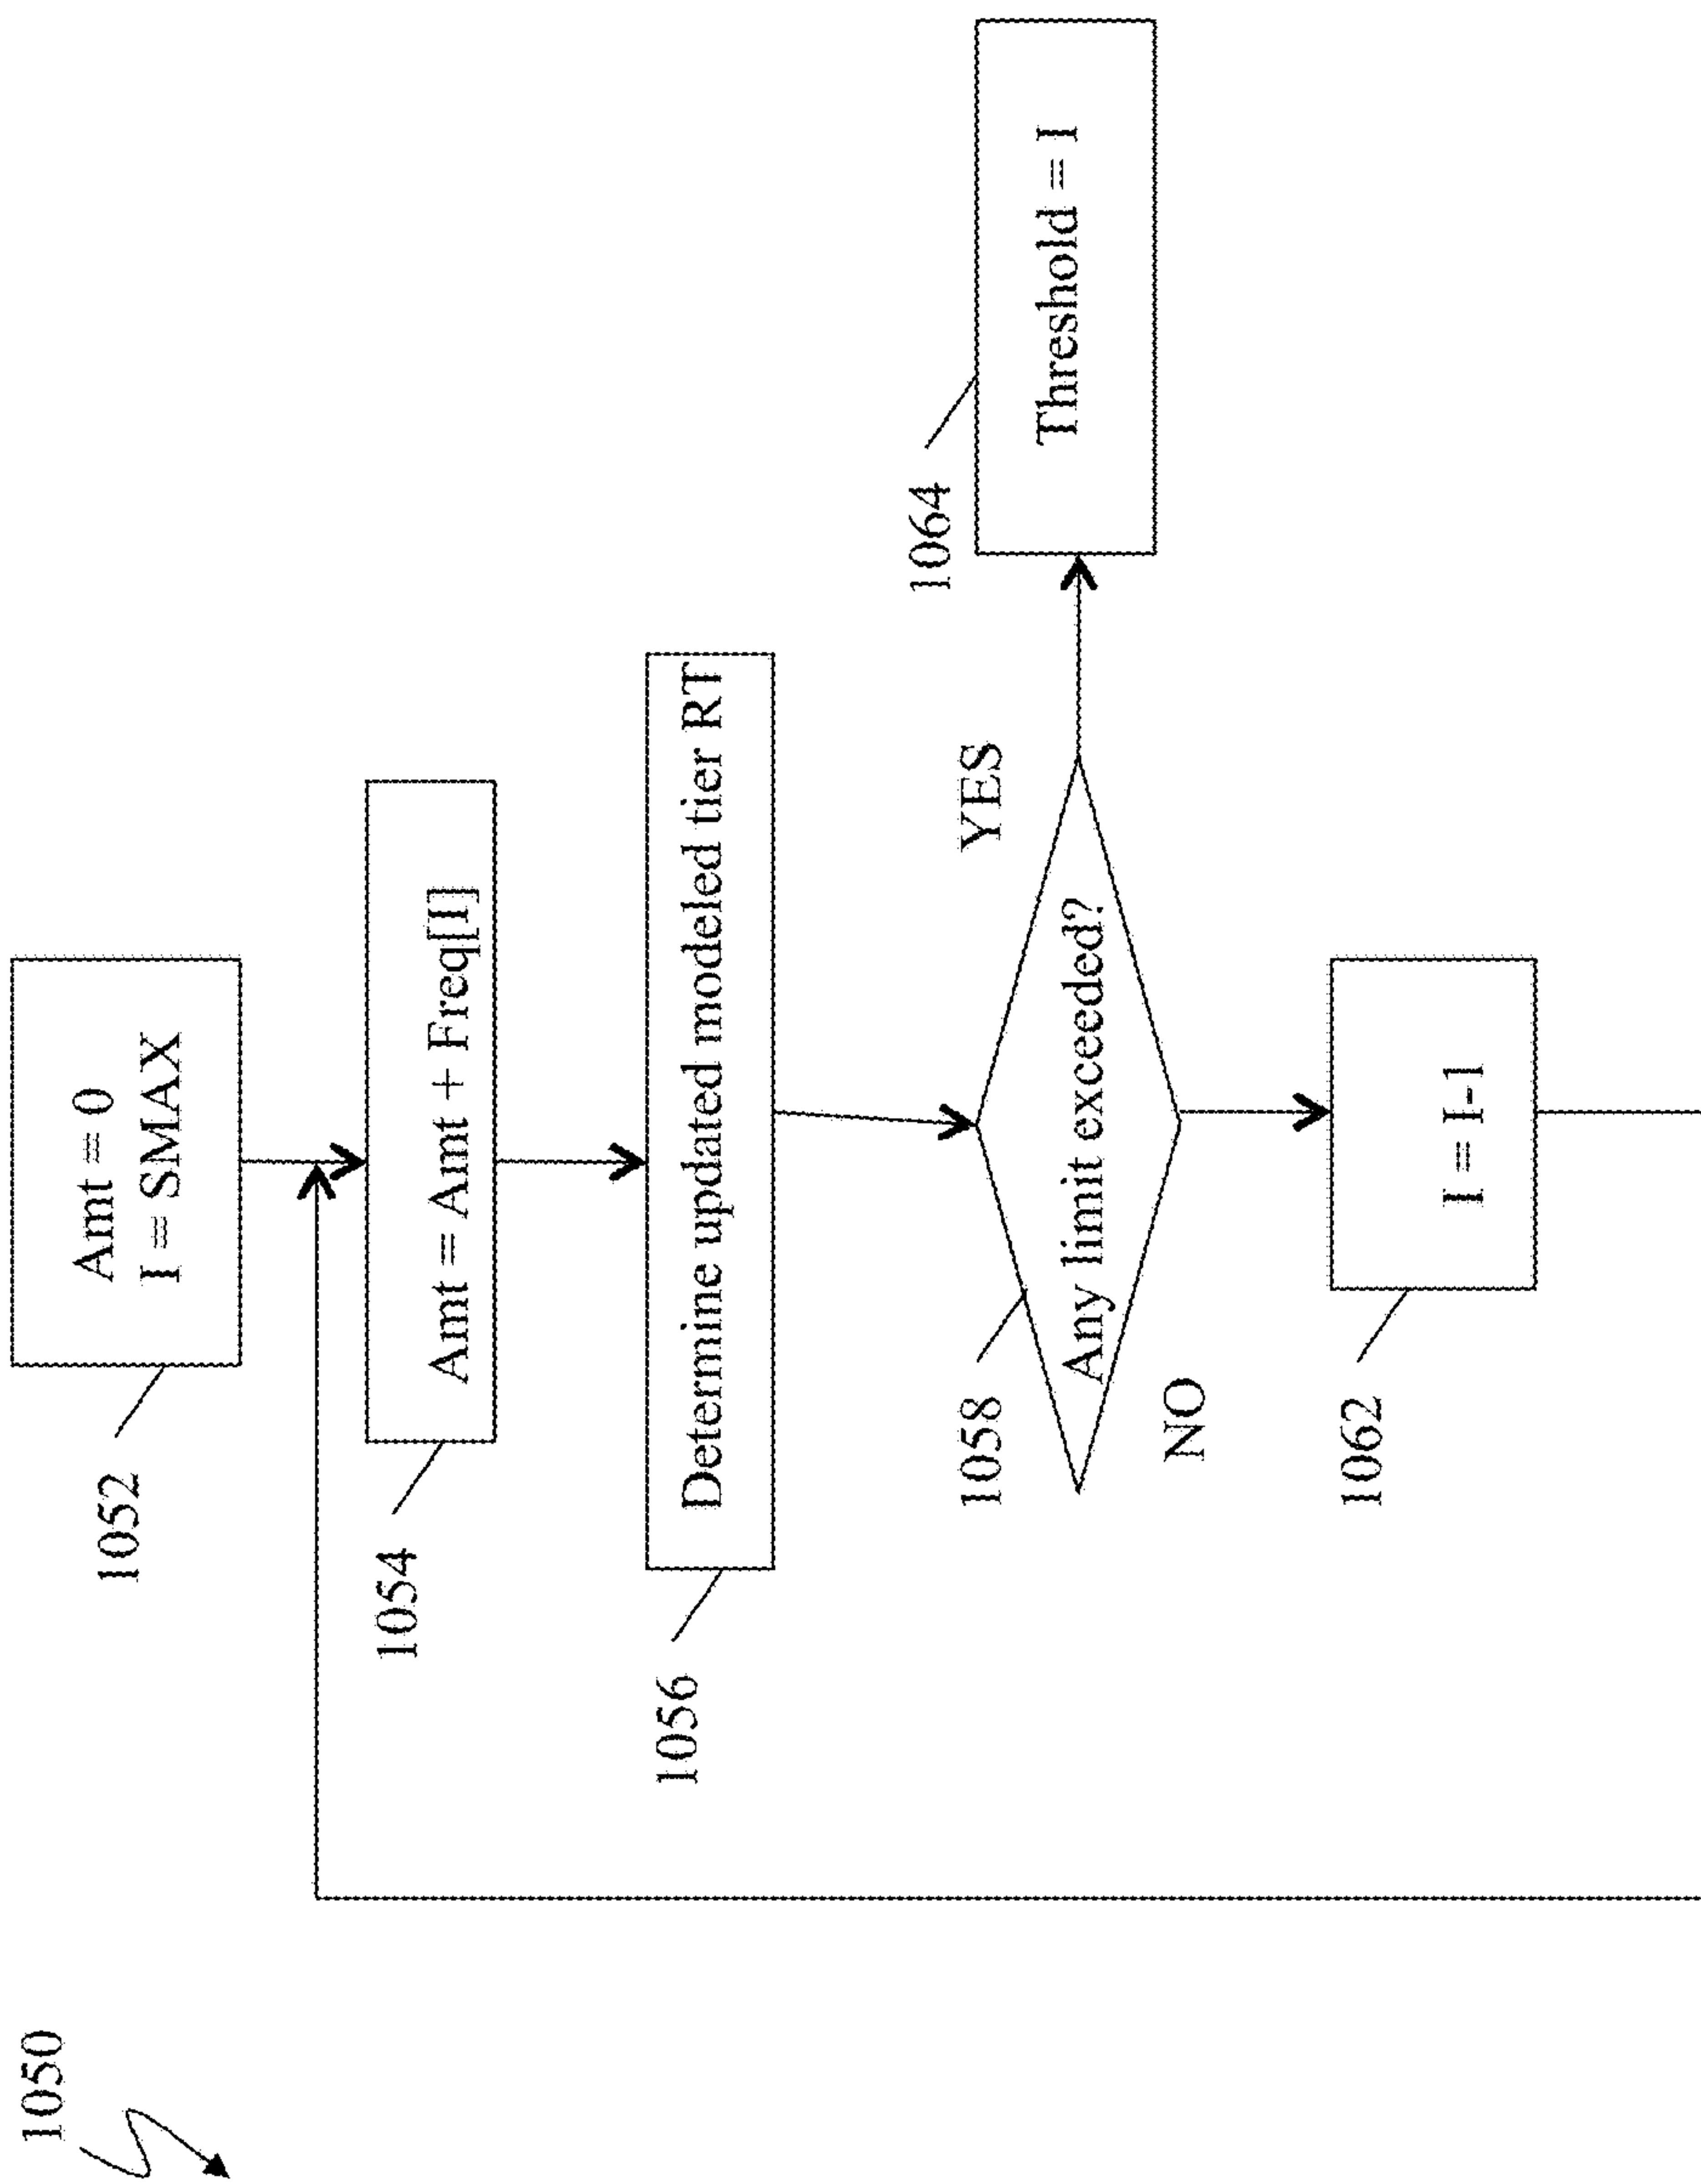 1050
1052
Amt = 0
I = SMAX
1054
Amt = Amt + Freq[I]
1056
Determine updated modeled tier RT
1058
Any limit exceeded?
YES
NO
1064
Threshold = I
1062
I = I-1